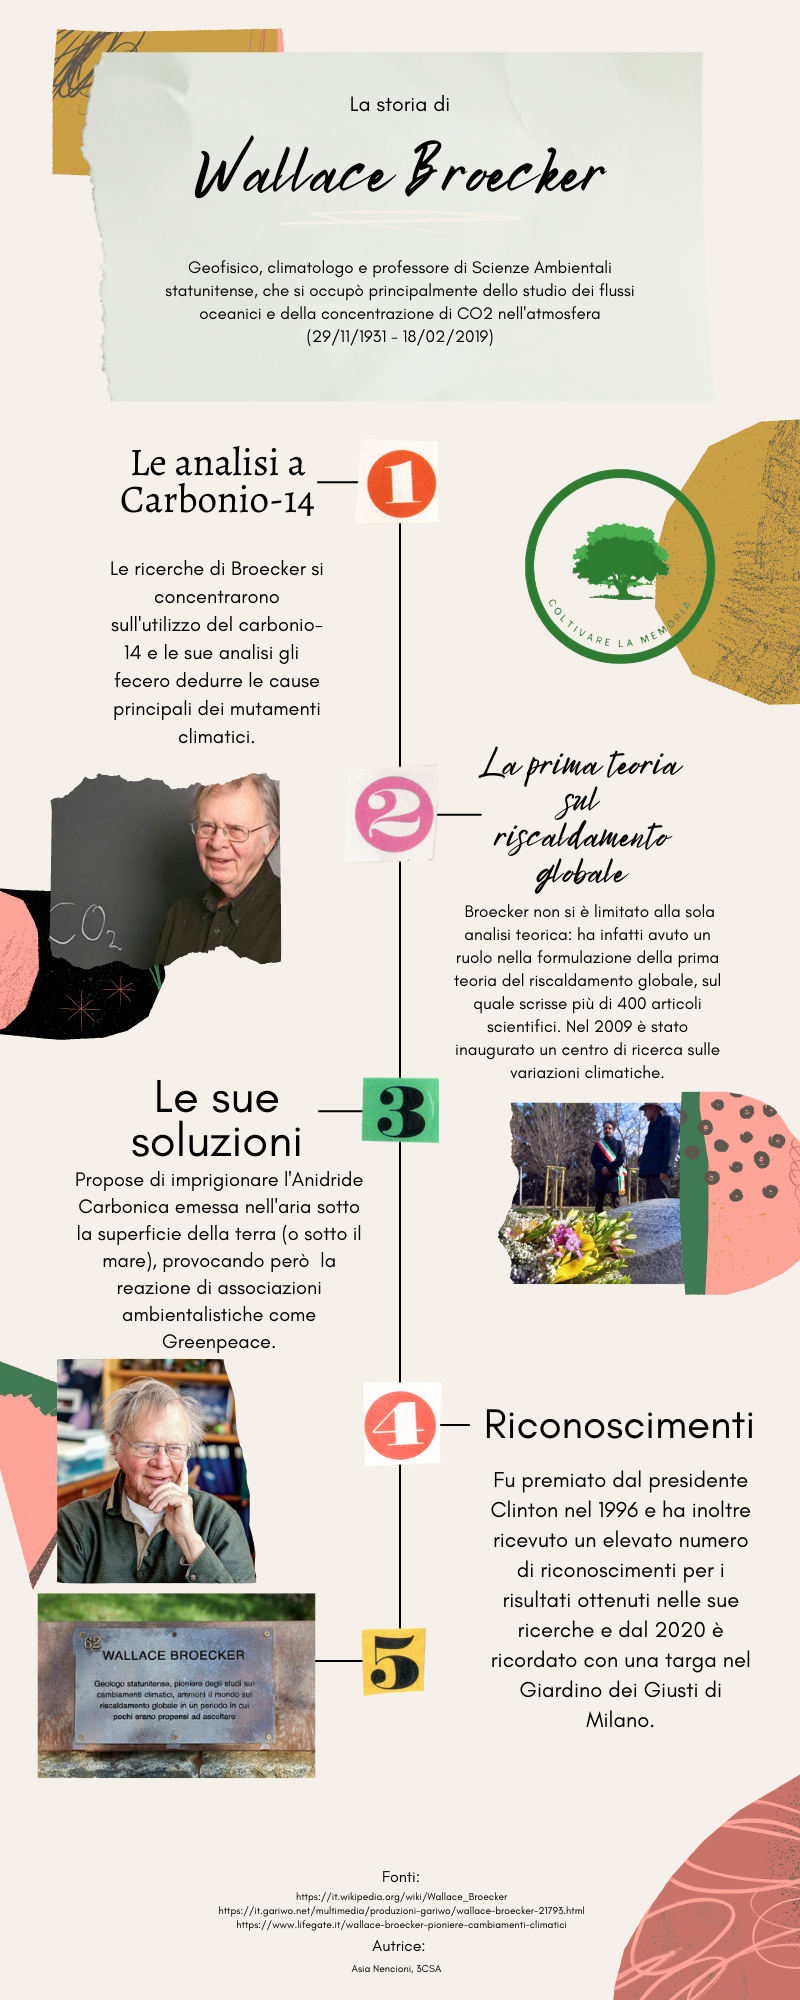 La storia di
Wallace Broecker
Geofisico, climatologo e professore di Scienze Ambientali
statunitense, che si occupò principalmente dello studio dei flussi
oceanici e della concentrazione di CO2 nell'atmosfera
(29/11/1931 - 18/02/2019)
Le analisi a
Carbonio-14
1
Le ricerche di Broecker si
concentrarono
sull'utilizzo del carbonio-
14 e le sue analisi gli
fecero dedurre le cause
principali dei mutamenti
climatici.
COLTIVARE LA MEMORIA
CO2
2
La prima teoria
sul
riscaldamento
globale
Broecker non si è limitato alla sola
analisi teorica: ha infatti avuto un
ruolo nella formulazione della prima
teoria del riscaldamento globale, sul
quale scrisse più di 400 articoli
scientifici. Nel 2009 è stato
inaugurato un centro di ricerca sulle
variazioni climatiche.
Le sue
soluzioni
3
Propose di imprigionare l'Anidride
Carbonica emessa nell'aria sotto
la superficie della terra (o sotto il
mare), provocando però  la
reazione di associazioni
ambientalistiche come
Greenpeace.
4
Riconoscimenti
Fu premiato dal presidente
Clinton nel 1996 e ha inoltre
ricevuto un elevato numero
di riconoscimenti per i
risultati ottenuti nelle sue
ricerche e dal 2020 è
ricordato con una targa nel
Giardino dei Giusti di
Milano.
62
WALLACE BROECKER
Geologo statunitense, pioniere degli studi sui
cambiamenti climatici, ammonì il mondo sul
riscaldamento globale in un periodo in cui
pochi erano propensi ad ascoltare
5
Fonti:
https://it.wikipedia.org/wiki/Wallace_Broecker
https://it.gariwo.net/multimedia/produzioni-gariwo/wallace-broecker-21793.html
https://www.lifegate.it/wallace-broecker-pioniere-cambiamenti-climatici
Autrice:
Asia Nencioni, 3CSA